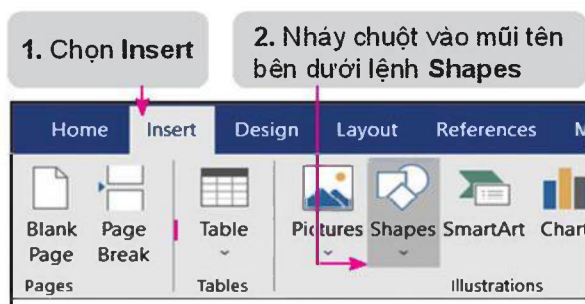 1. Chọn Insert
2. Nháy chuột vào mũi tên
bên dưới lệnh Shapes
Home Insert Design Layout References M
Blank Page Table Pictures Shapes SmartArt Chart
Page Break
Pages Tables Illustrations